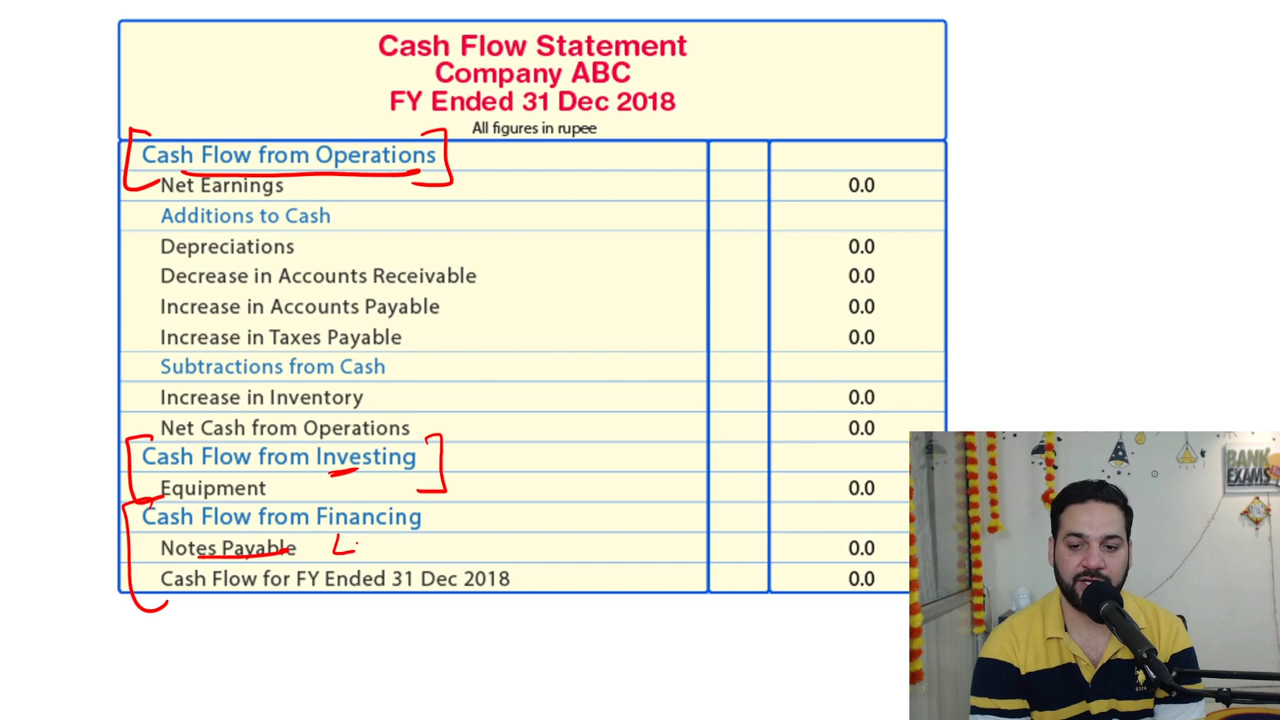 Cash Flow Statement
Company ABC
FY Ended 31 Dec 2018
All figures in rupee
Cash Flow from Operations
Net Earnings 0.0
Additions to Cash
Depreciations 0.0
Decrease in Accounts Receivable 0.0
Increase in Accounts Payable 0.0
Increase in Taxes Payable 0.0
Subtractions from Cash
Increase in Inventory 0.0
Net Cash from Operations 0.0
Cash Flow from Investing
Equipment 0.0
Cash Flow from Financing
Notes Payable L 0.0
Cash Flow for FY Ended 31 Dec 2018 0.0
BANK
EXAMS